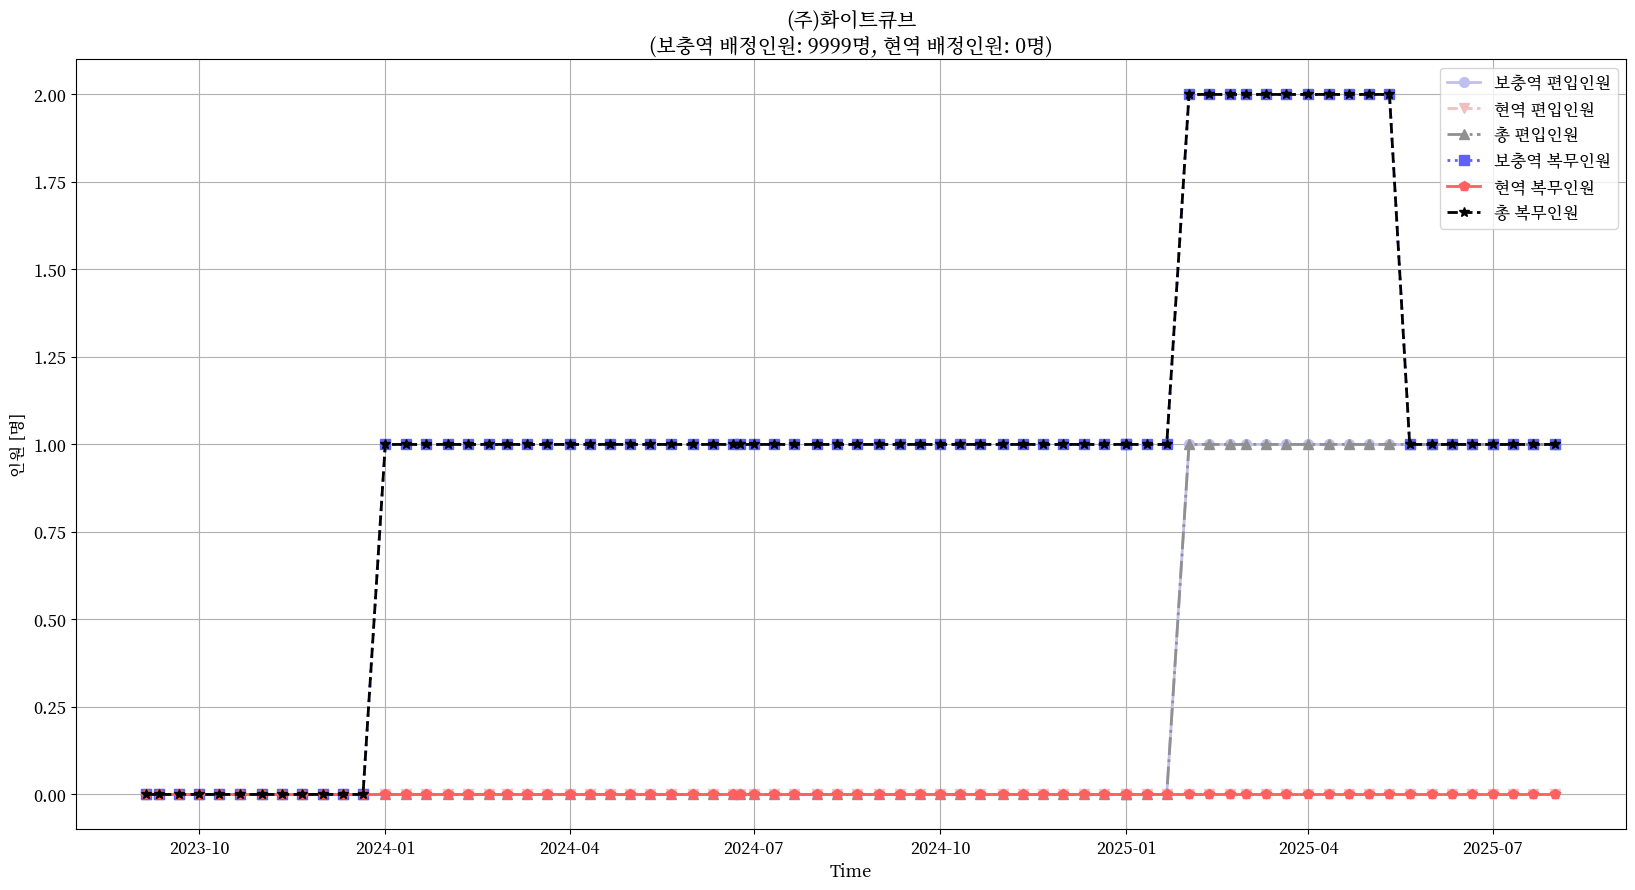 (주)화이트큐브
(보충역 배정인원: 9999명, 현역 배정인원: 0명)
보충역 편입인원
현역 편입인원
총 편입인원
보충역 복무인원
현역 복무인원
총 복무인원
2.00
1.75
1.50
1.25
1.00
0.75
0.50
0.25
0.00
인원 [명]
2023-10 2024-01 2024-04 2024-07 2024-10 2025-01 2025-04 2025-07
Time